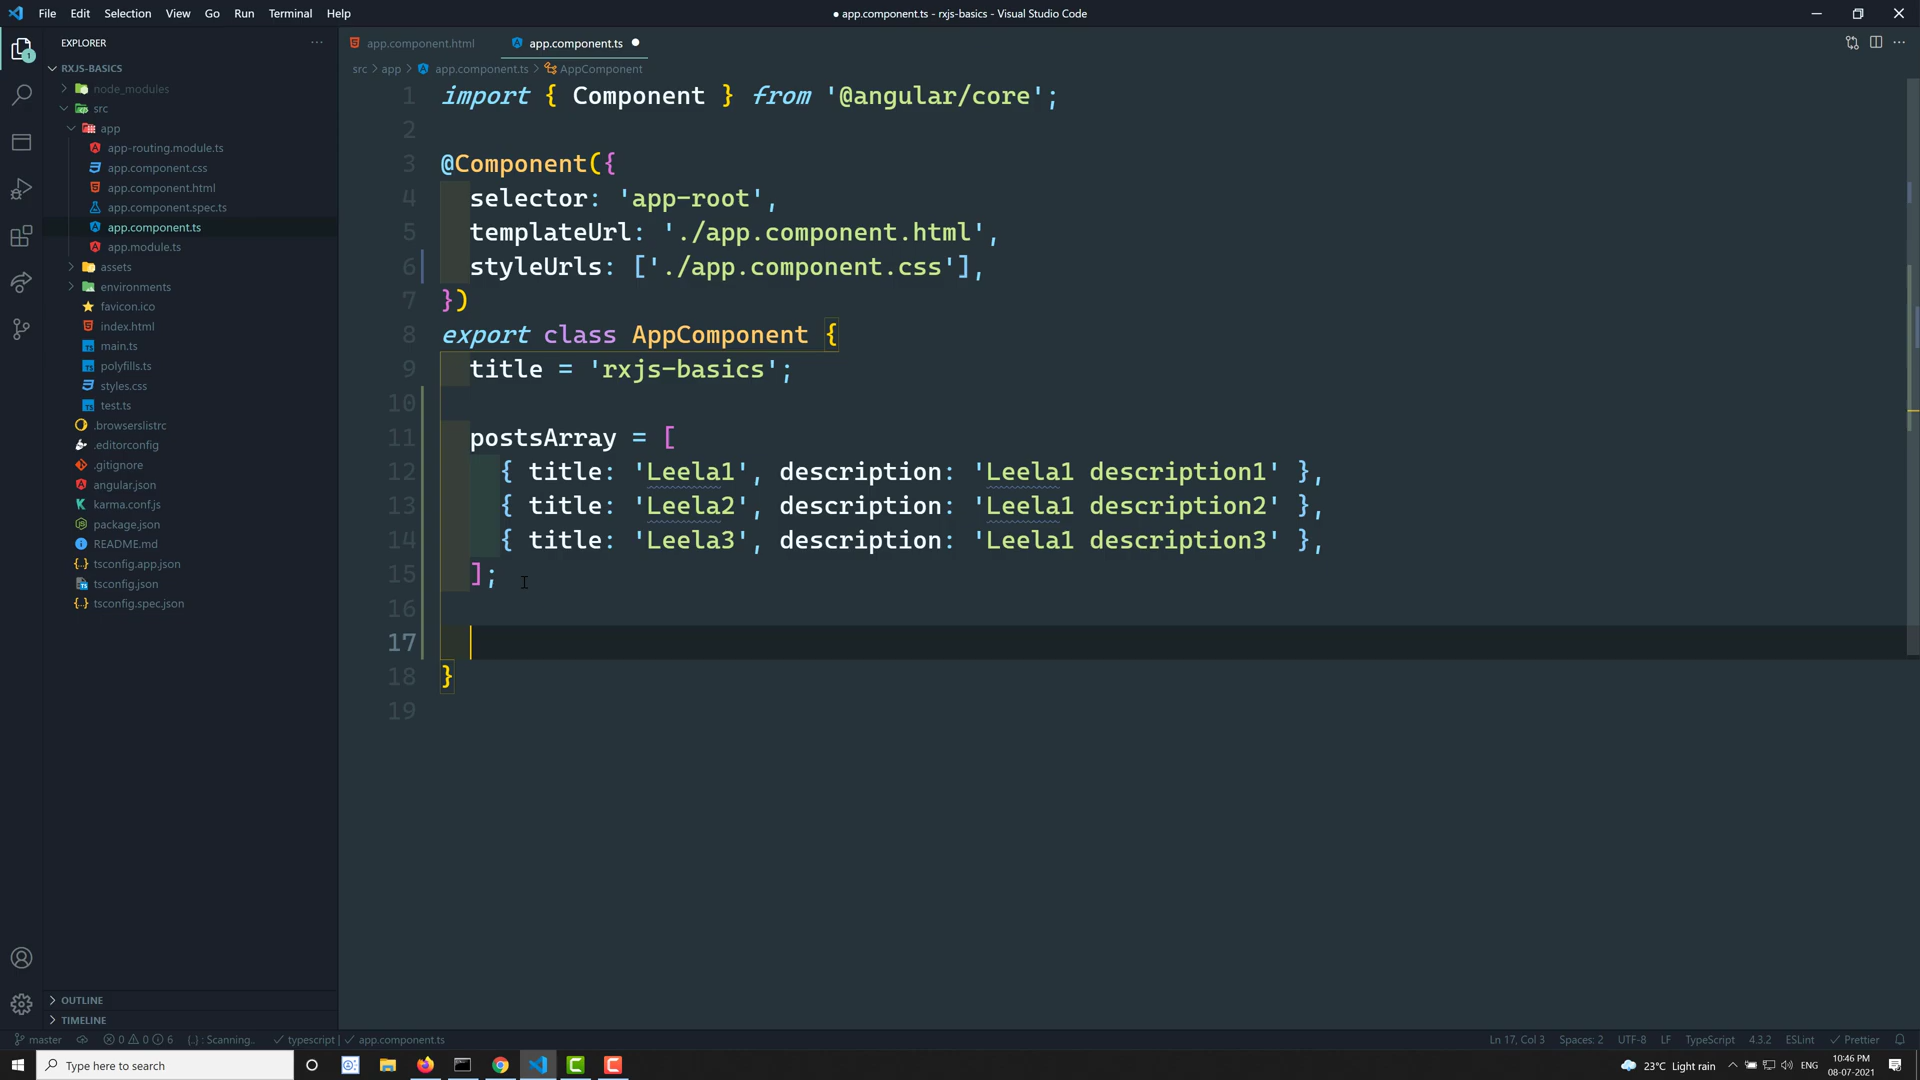 File Edit Selection View Go Run Terminal Help
● app.component.ts - rxjs-basics - Visual Studio Code
EXPLORER
RXJS-BASICS
node_modules
src
app
app-routing.module.ts
app.component.css
app.component.html
app.component.spec.ts
app.component.ts
app.module.ts
assets
environments
favicon.ico
index.html
main.ts
polyfills.ts
styles.css
test.ts
.browserslistrc
.editorconfig
.gitignore
angular.json
karma.conf.js
package.json
README.md
tsconfig.app.json
tsconfig.json
tsconfig.spec.json
OUTLINE
TIMELINE
app.component.html app.component.ts
src > app > app.component.ts > AppComponent
1 import { Component } from '@angular/core';
2
3 @Component({
4 selector: 'app-root',
5 templateUrl: './app.component.html',
6 styleUrls: ['./app.component.css'],
7 })
8 export class AppComponent {
9 title = 'rxjs-basics';
10
11 postsArray = [
12 { title: 'Leela1', description: 'Leela1 description1' },
13 { title: 'Leela2', description: 'Leela1 description2' },
14 { title: 'Leela3', description: 'Leela1 description3' },
15 ];
16
17
18 }
19
master 0 0 6 {..} : Scanning.. ✓ typescript | ✓ app.component.ts
Ln 17, Col 3 Spaces: 2 UTF-8 LF TypeScript 4.3.2 ESLint ✓ Prettier
Type here to search
23°C Light rain ENG 10:46 PM
08-07-2021